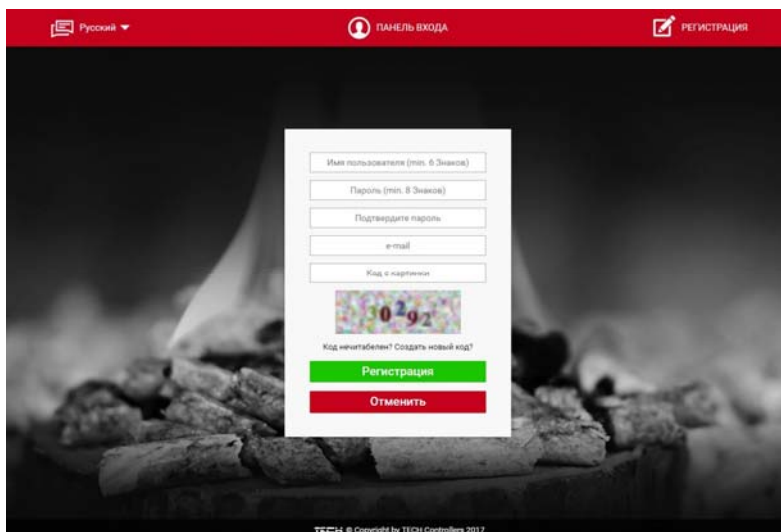 Русский
ПАНЕЛЬ ВХОДА
РЕГИСТРАЦИЯ
Имя пользователя (min. 6 Знаков)
Пароль (min. 8 Знаков)
Подтвердите пароль
e-mail
Код с картинки
30292
Код нечитабелен? Создать новый код?
Регистрация
Отменить
TECH © Copyright by TECH Controllers 2017